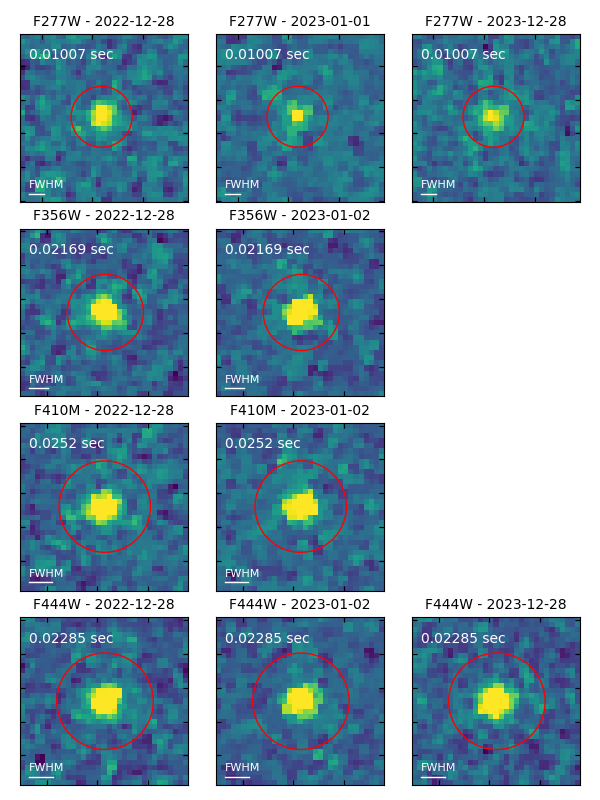 F277W - 2022-12-28
F277W - 2023-01-01
F277W - 2023-12-28
0.01007 sec
0.01007 sec
0.01007 sec
FWHM
FWHM
FWHM
F356W - 2022-12-28
F356W - 2023-01-02
0.02169 sec
0.02169 sec
FWHM
FWHM
F410M - 2022-12-28
F410M - 2023-01-02
0.0252 sec
0.0252 sec
FWHM
FWHM
F444W - 2022-12-28
F444W - 2023-01-02
F444W - 2023-12-28
0.02285 sec
0.02285 sec
0.02285 sec
FWHM
FWHM
FWHM